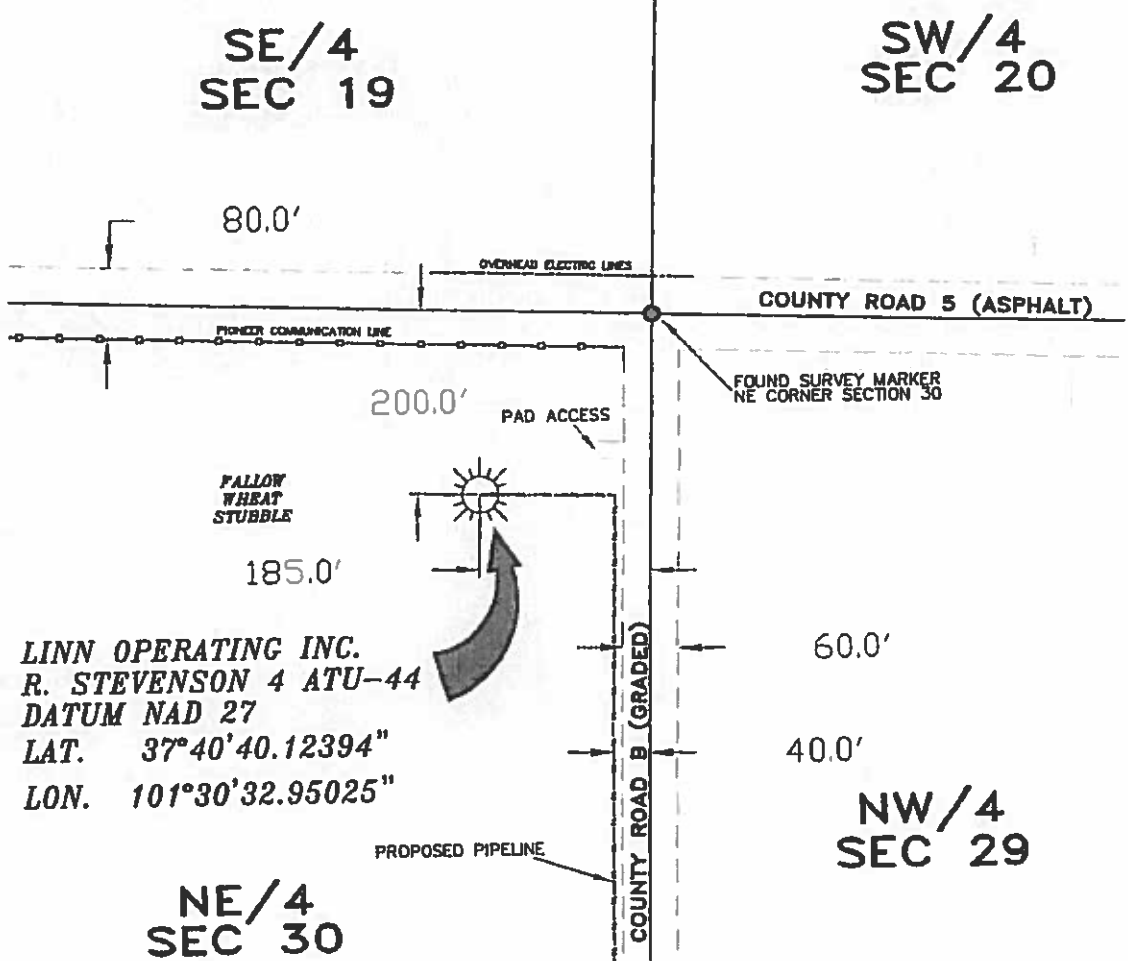 SE/4
SEC 19
SW/4
SEC 20
80.0'
OVERHEAD ELECTRIC LINES
COUNTY ROAD 5 (ASPHALT)
PIONEER COMMUNICATION LINE
FOUND SURVEY MARKER
NE CORNER SECTION 30
200.0'
PAD ACCESS
FALLOW
WHEAT
STUBBLE
185.0'
LINN OPERATING INC.
R. STEVENSON 4 ATU-44
DATUM NAD 27
LAT. 37°40'40.12394"
LON. 101°30'32.95025"
60.0'
COUNTY ROAD B (GRADED)
40.0'
NW/4
SEC 29
PROPOSED PIPELINE
NE/4
SEC 30